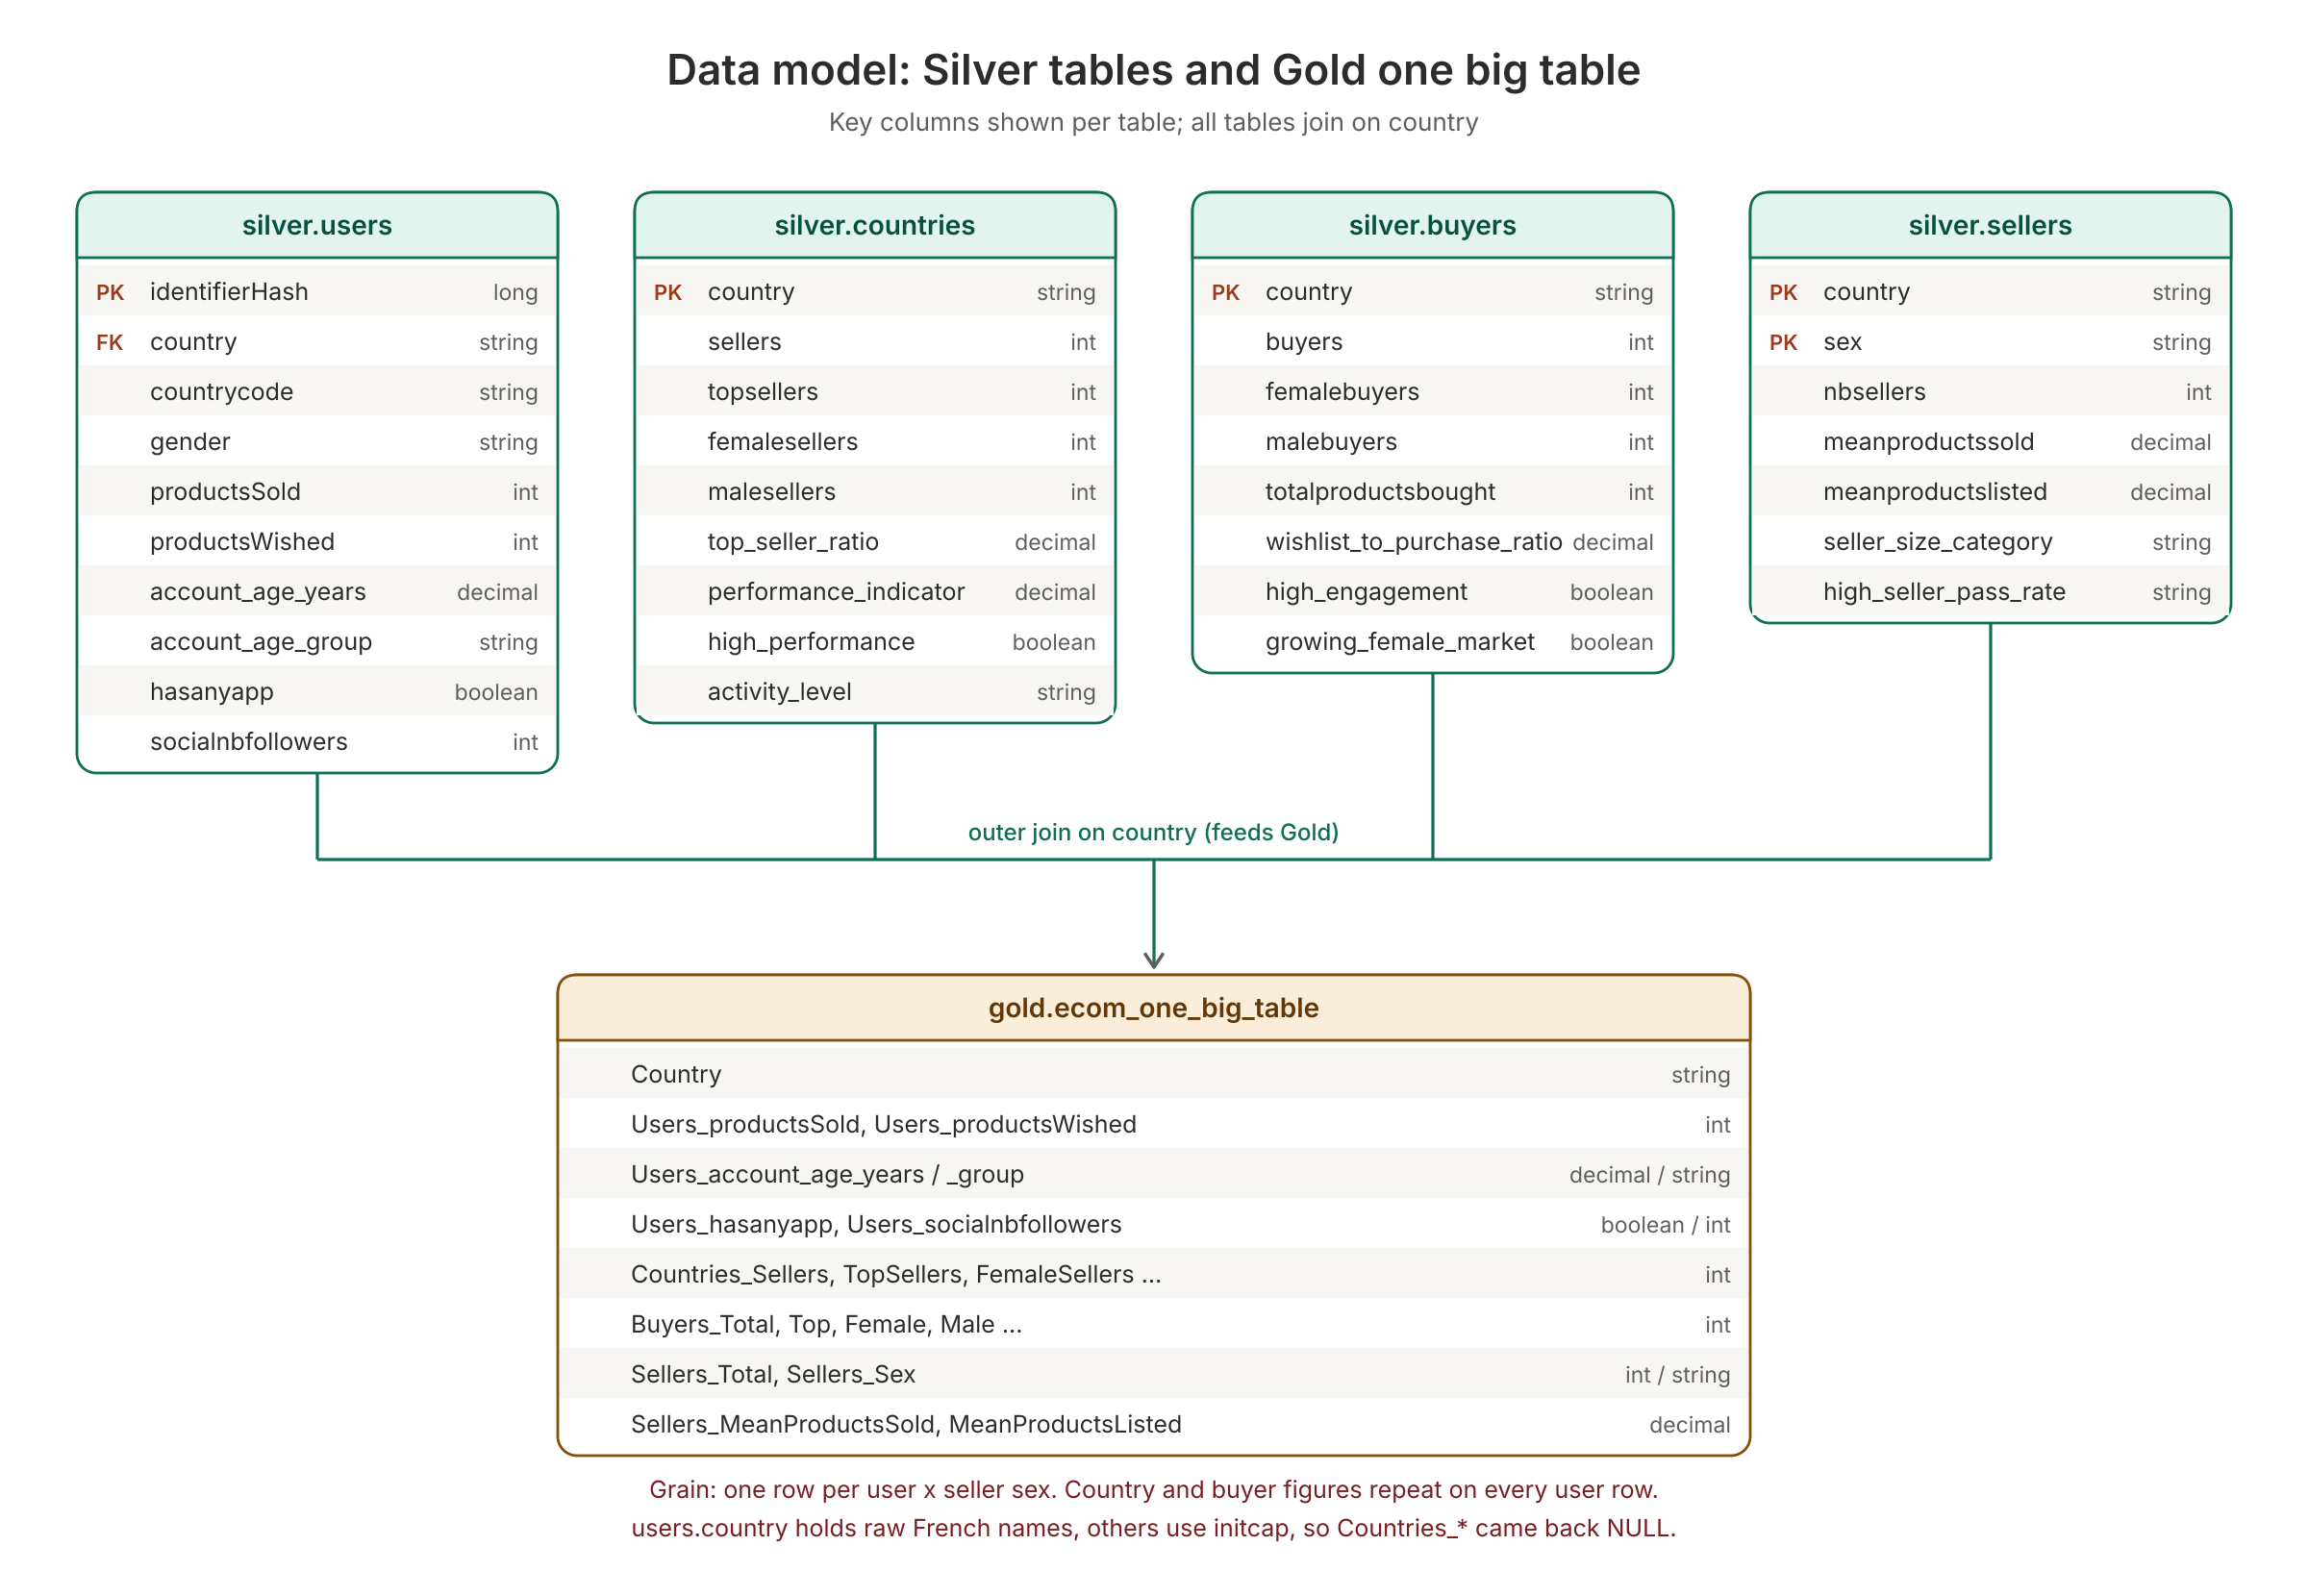 Data model: Silver tables and Gold one big table
Key columns shown per table; all tables join on country
silver.users
PK identifierHash long
FK country string
countrycode string
gender string
productsSold int
productsWished int
account_age_years decimal
account_age_group string
hasanyapp boolean
socialnbfollowers int
silver.countries
PK country string
sellers int
topsellers int
femalesellers int
malesellers int
top_seller_ratio decimal
performance_indicator decimal
high_performance boolean
activity_level string
silver.buyers
PK country string
buyers int
femalebuyers int
malebuyers int
totalproductsbought int
wishlist_to_purchase_ratio decimal
high_engagement boolean
growing_female_market boolean
silver.sellers
PK country string
PK sex string
nbsellers int
meanproductssold decimal
meanproductslisted decimal
seller_size_category string
high_seller_pass_rate string
outer join on country (feeds Gold)
gold.ecom_one_big_table
Country string
Users_productsSold, Users_productsWished int
Users_account_age_years / _group decimal / string
Users_hasanyapp, Users_socialnbfollowers boolean / int
Countries_Sellers, TopSellers, FemaleSellers ... int
Buyers_Total, Top, Female, Male ... int
Sellers_Total, Sellers_Sex int / string
Sellers_MeanProductsSold, MeanProductsListed decimal
Grain: one row per user x seller sex. Country and buyer figures repeat on every user row.
users.country holds raw French names, others use initcap, so Countries_* came back NULL.